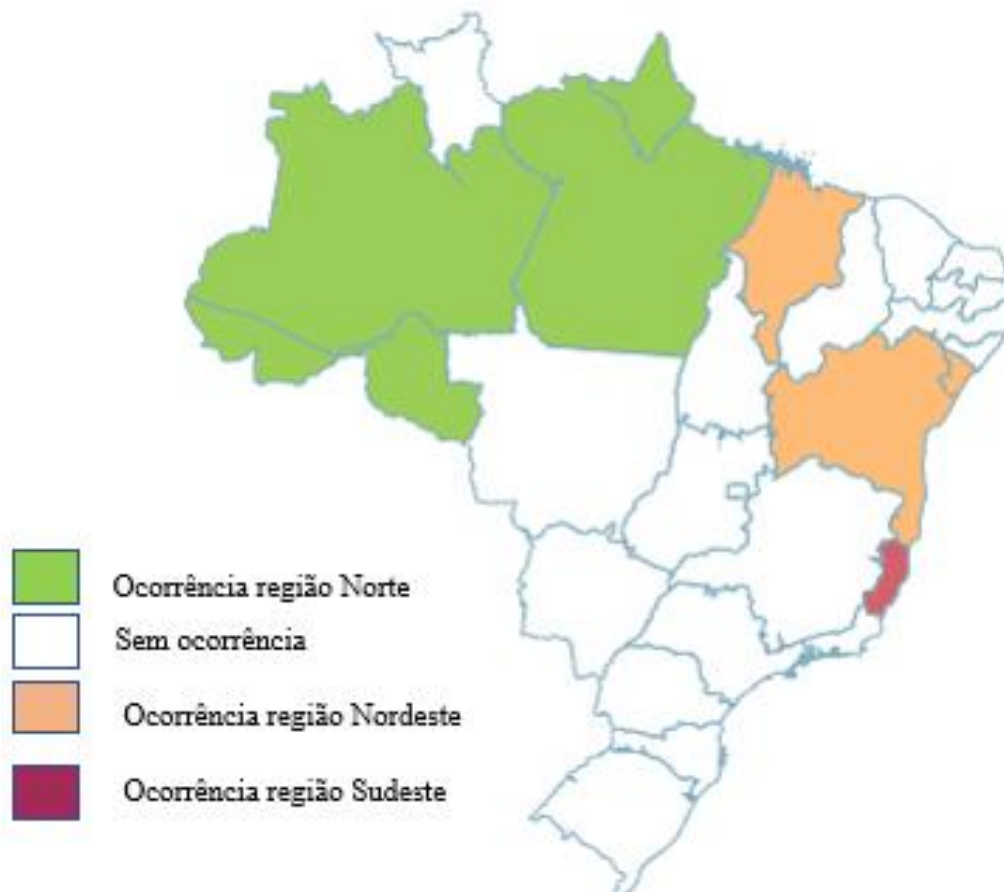 Ocorrência região Norte
Sem ocorrência
Ocorrência região Nordeste
Ocorrência região Sudeste